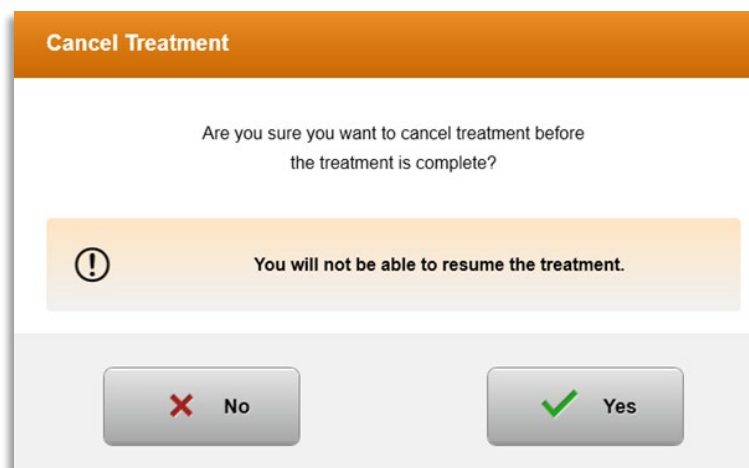 Cancel Treatment
Are you sure you want to cancel treatment before
the treatment is complete?
You will not be able to resume the treatment.
No
Yes